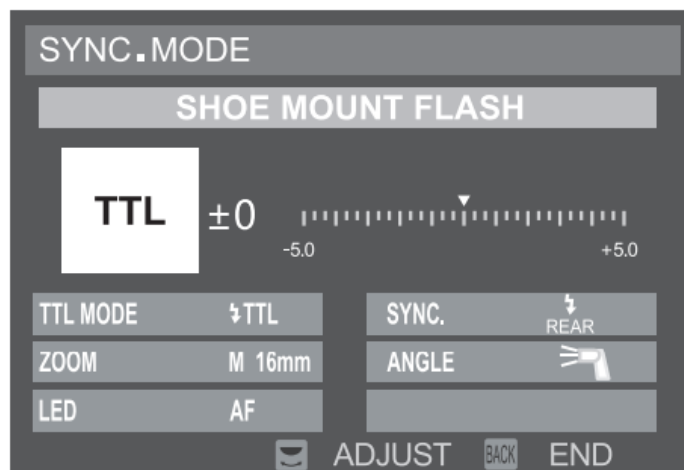 SYNC.MODE
SHOE MOUNT FLASH
TTL ±0
-5.0 +5.0
TTL MODE TTL SYNC. REAR
ZOOM M 16mm ANGLE
LED AF
ADJUST BACK END